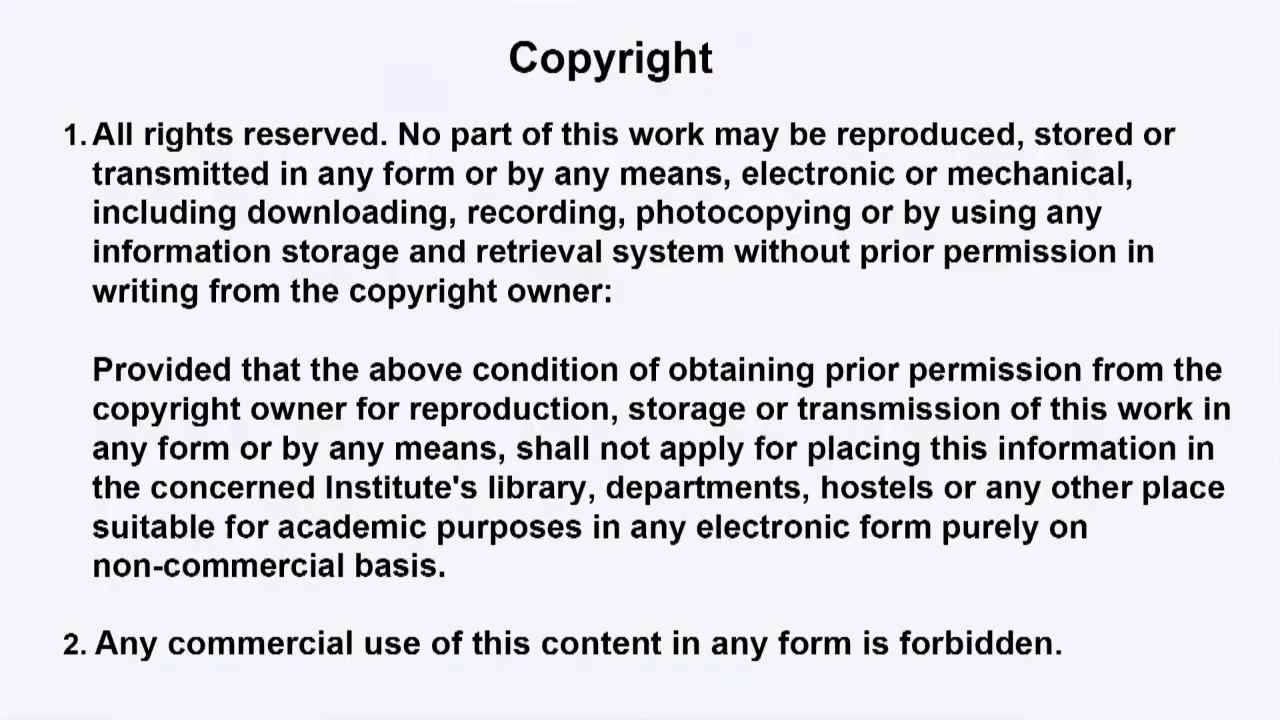 Copyright
1. All rights reserved. No part of this work may be reproduced, stored or
transmitted in any form or by any means, electronic or mechanical,
including downloading, recording, photocopying or by using any
information storage and retrieval system without prior permission in
writing from the copyright owner:
Provided that the above condition of obtaining prior permission from the
copyright owner for reproduction, storage or transmission of this work in
any form or by any means, shall not apply for placing this information in
the concerned Institute's library, departments, hostels or any other place
suitable for academic purposes in any electronic form purely on
non-commercial basis.
2. Any commercial use of this content in any form is forbidden.